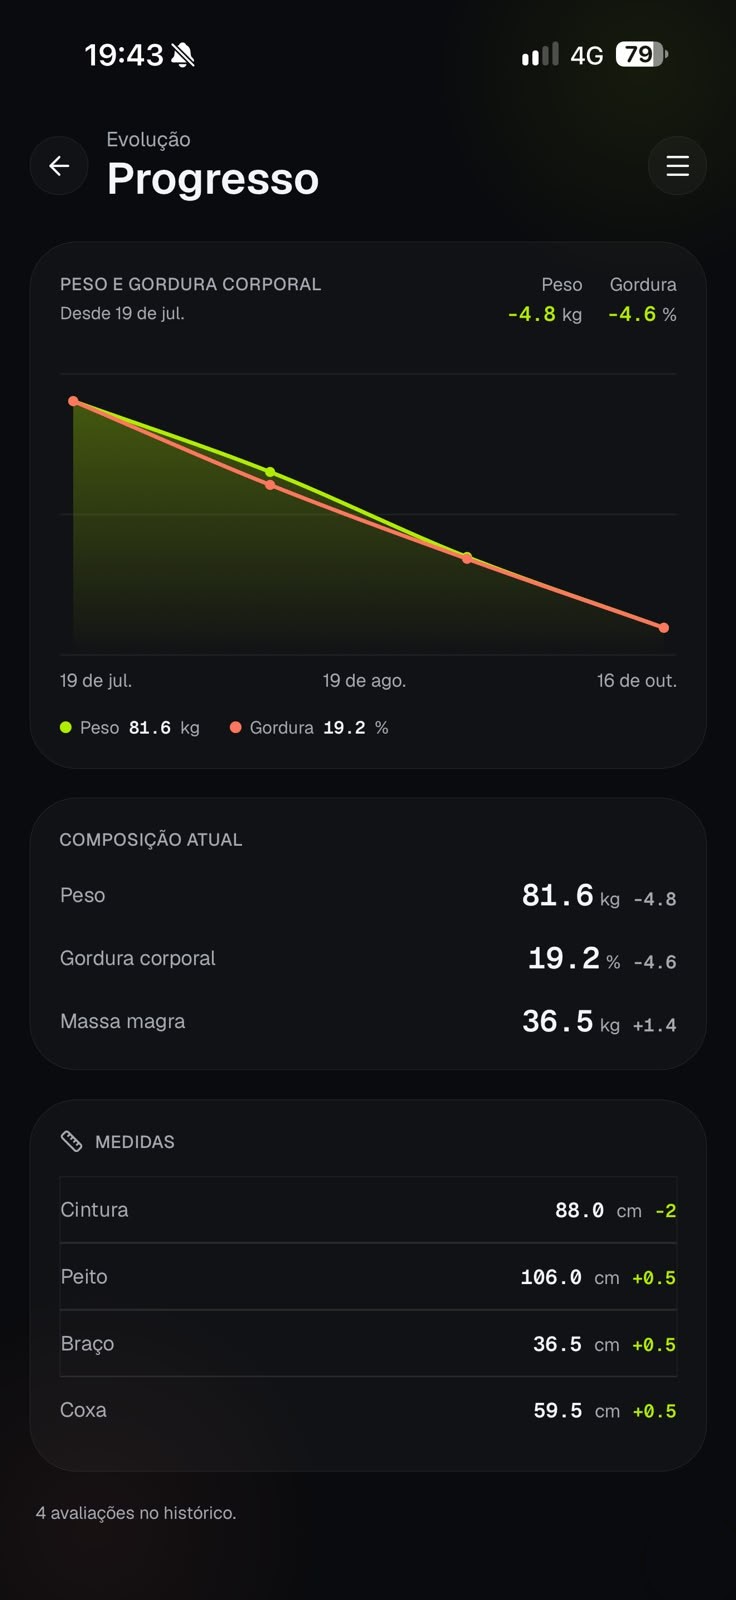 19:43 4G 79
Evolução
Progresso
PESO E GORDURA CORPORAL
Desde 19 de jul.
Peso Gordura
-4.8 kg -4.6 %
19 de jul. 19 de ago. 16 de out.
Peso 81.6 kg Gordura 19.2 %
COMPOSIÇÃO ATUAL
Peso 81.6 kg -4.8
Gordura corporal 19.2 % -4.6
Massa magra 36.5 kg +1.4
MEDIDAS
Cintura 88.0 cm -2
Peito 106.0 cm +0.5
Braço 36.5 cm +0.5
Coxa 59.5 cm +0.5
4 avaliações no histórico.